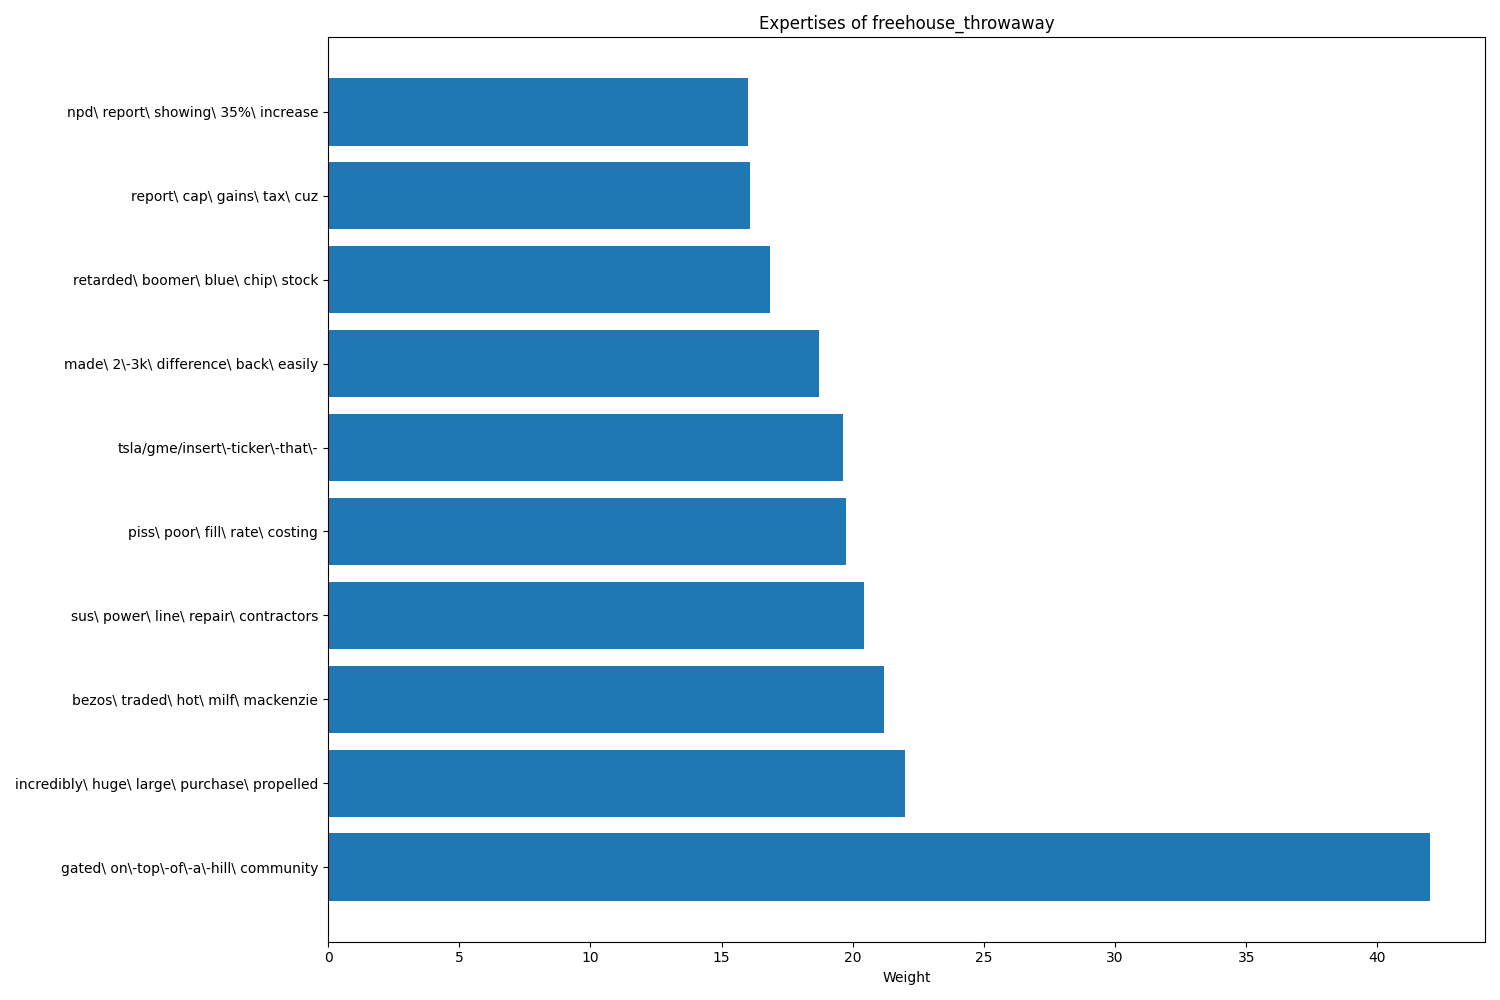 Expertises of freehouse_throwaway
npd\ report\ showing\ 35%\ increase
report\ cap\ gains\ tax\ cuz
retarded\ boomer\ blue\ chip\ stock
made\ 2\-3k\ difference\ back\ easily
tsla/gme/insert\-ticker\-that\-
piss\ poor\ fill\ rate\ costing
sus\ power\ line\ repair\ contractors
bezos\ traded\ hot\ milf\ mackenzie
incredibly\ huge\ large\ purchase\ propelled
gated\ on\-top\-of\-a\-hill\ community
0 5 10 15 20 25 30 35 40
Weight